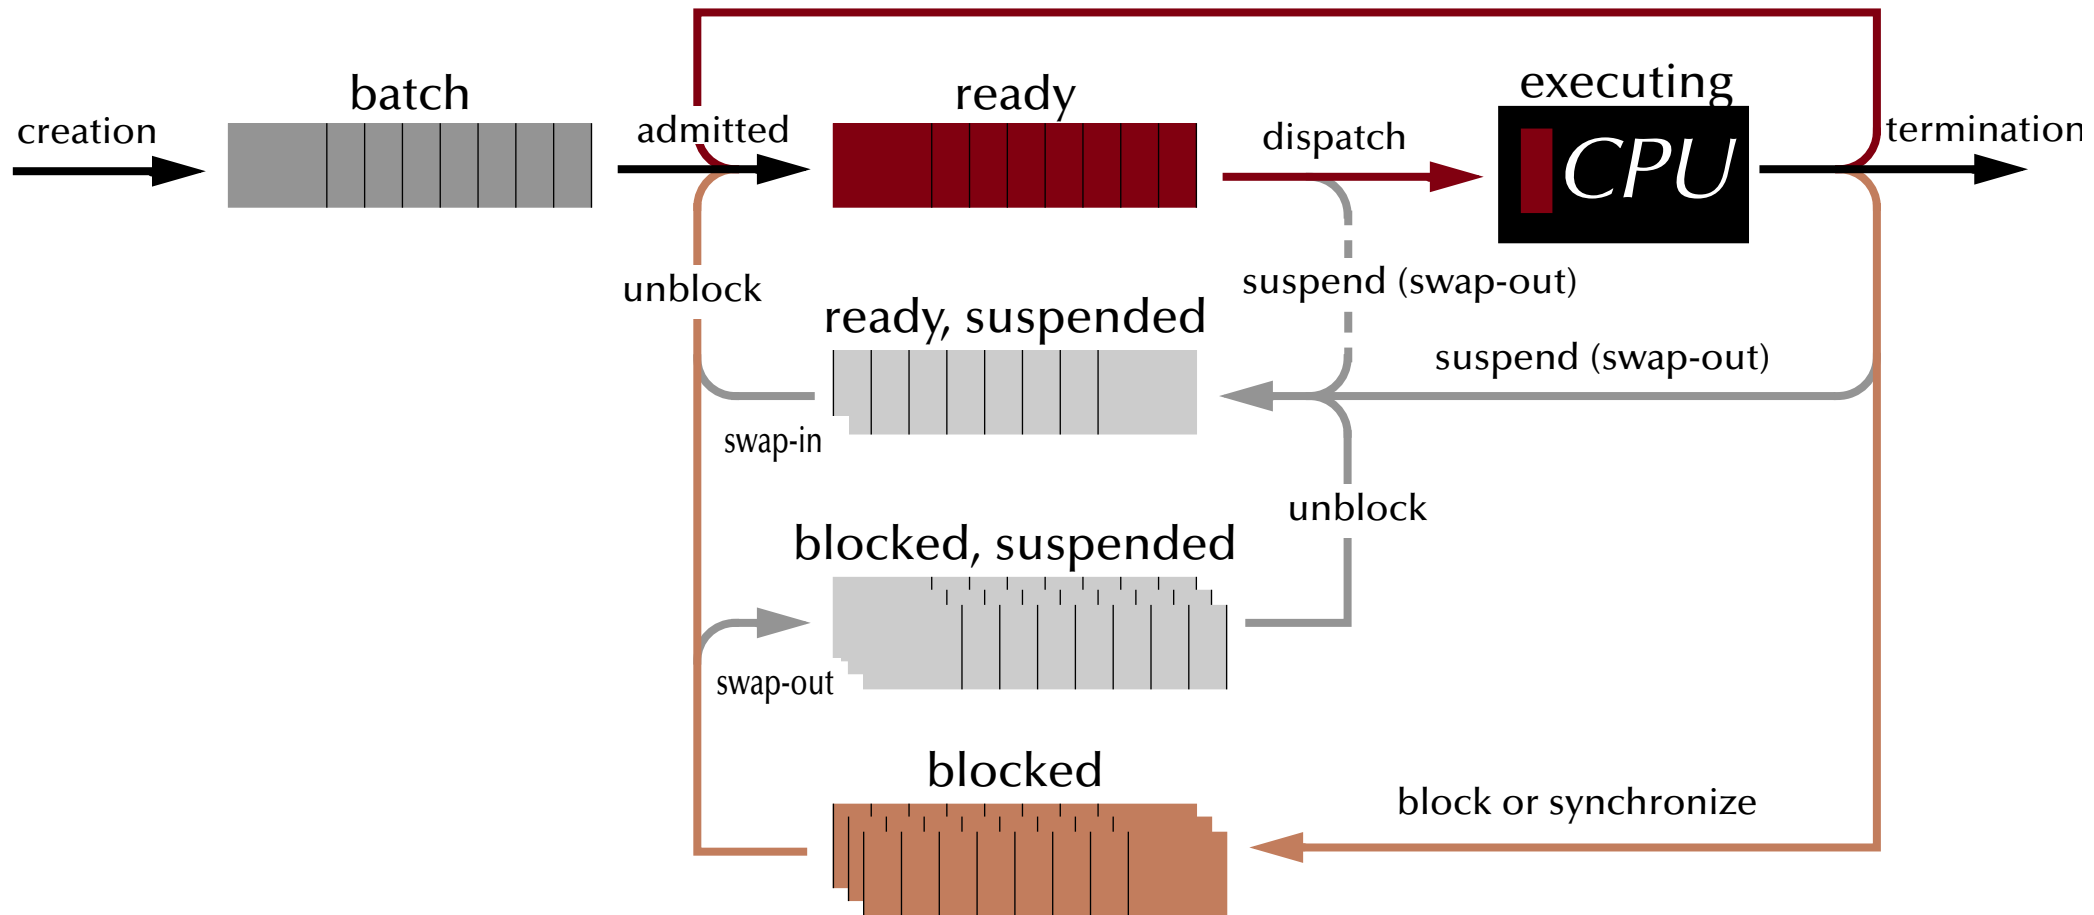 executing
batch
ready
creation
admitted
dispatch
CPU
termination
unblock
suspend (swap-out)
ready, suspended
suspend (swap-out)
swap-in
unblock
blocked, suspended
swap-out
blocked
block or synchronize